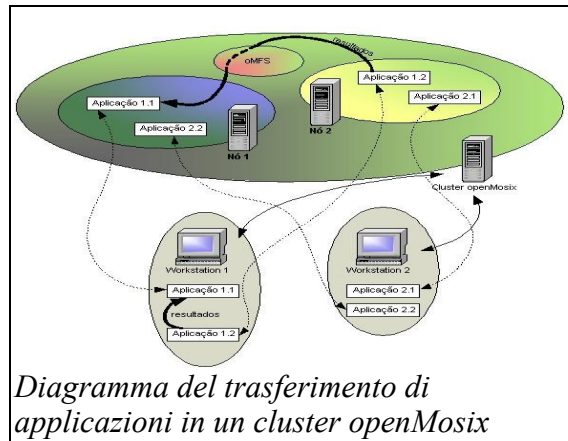 resultados
oMFS
Aplicação 1.2
Aplicação 1.1
Aplicação 2.1
Aplicação 2.2
Nó 2
Nó 1
Cluster openMosix
Workstation 1
Workstation 2
Aplicação 1.1
Aplicação 2.1
resultados
Aplicação 2.2
Aplicação 1.2
Diagramma del trasferimento di
applicazioni in un cluster openMosix